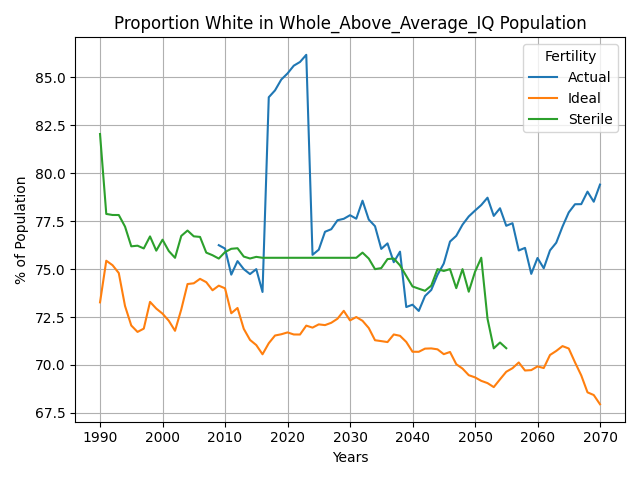 Proportion White in Whole_Above_Average_IQ Population
Fertility
Actual
Ideal
Sterile
85.0
82.5
80.0
77.5
75.0
72.5
70.0
67.5
% of Population
1990 2000 2010 2020 2030 2040 2050 2060 2070
Years